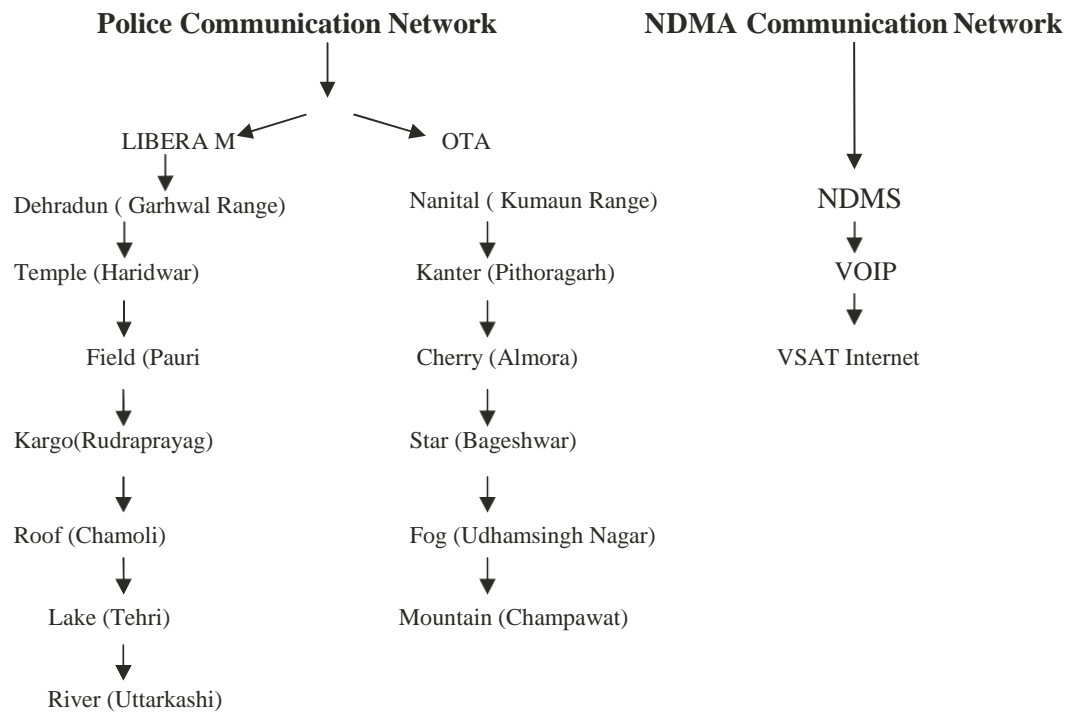 Police Communication Network
NDMA Communication Network
LIBERA M
OTA
Dehradun ( Garhwal Range)
Nanital ( Kumaun Range)
NDMS
Temple (Haridwar)
Kanter (Pithoragarh)
VOIP
Field (Pauri
Cherry (Almora)
VSAT Internet
Kargo(Rudraprayag)
Star (Bageshwar)
Roof (Chamoli)
Fog (Udhamsingh Nagar)
Lake (Tehri)
Mountain (Champawat)
River (Uttarkashi)